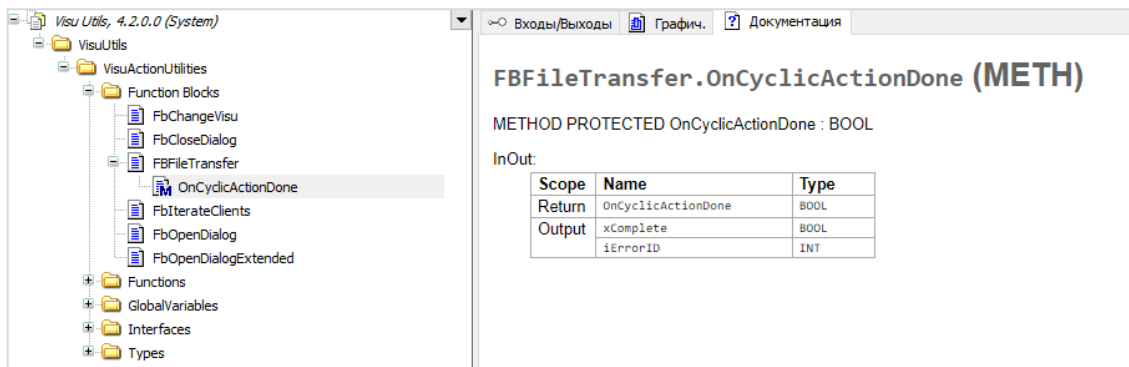 Visu Utils, 4.2.0.0 (System)
VisuUtils
VisuActionUtilities
Function Blocks
FbChangeVisu
FbCloseDialog
FBFileTransfer
OnCyclicActionDone
FbIterateClients
FbOpenDialog
FbOpenDialogExtended
Functions
GlobalVariables
Interfaces
Types
Входы/Выходы Графич. Документация
FBFileTransfer.OnCyclicActionDone (METH)
METHOD PROTECTED OnCyclicActionDone : BOOL
InOut:
Scope Name Type
Return OnCyclicActionDone BOOL
Output xComplete BOOL
iErrorID INT